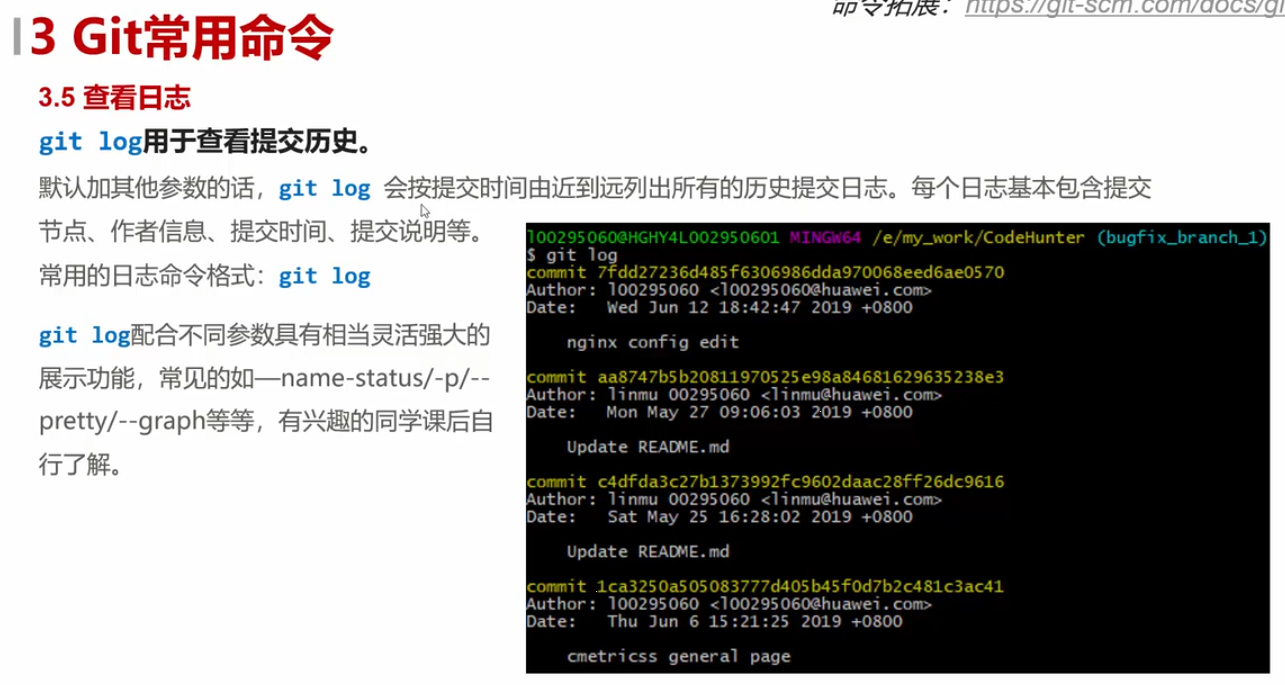 命令拓展：https://git-scm.com/docs/gi
3 Git常用命令
3.5 查看日志
git log用于查看提交历史。
默认加其他参数的话，git log 会按提交时间由近到远列出所有的历史提交日志。每个日志基本包含提交
节点、作者信息、提交时间、提交说明等。
常用的日志命令格式：git log
git log配合不同参数具有相当灵活强大的
展示功能，常见的如—name-status/-p/--
pretty/--graph等等，有兴趣的同学课后自
行了解。
l00295060@HGHY4L002950601 MINGW64 /e/my_work/CodeHunter (bugfix_branch_1)
$ git log
commit 7fdd27236d485f6306986dda970068eed6ae0570
Author: l00295060 <l00295060@huawei.com>
Date:   Wed Jun 12 18:42:47 2019 +0800
nginx config edit
commit aa8747b5b20811970525e98a84681629635238e3
Author: linmu 00295060 <linmu@huawei.com>
Date:   Mon May 27 09:06:03 2019 +0800
Update README.md
commit c4dfda3c27b1373992fc9602daac28ff26dc9616
Author: linmu 00295060 <linmu@huawei.com>
Date:   Sat May 25 16:28:02 2019 +0800
Update README.md
commit 1ca3250a505083777d405b45f0d7b2c481c3ac41
Author: l00295060 <l00295060@huawei.com>
Date:   Thu Jun 6 15:21:25 2019 +0800
cmetricss general page